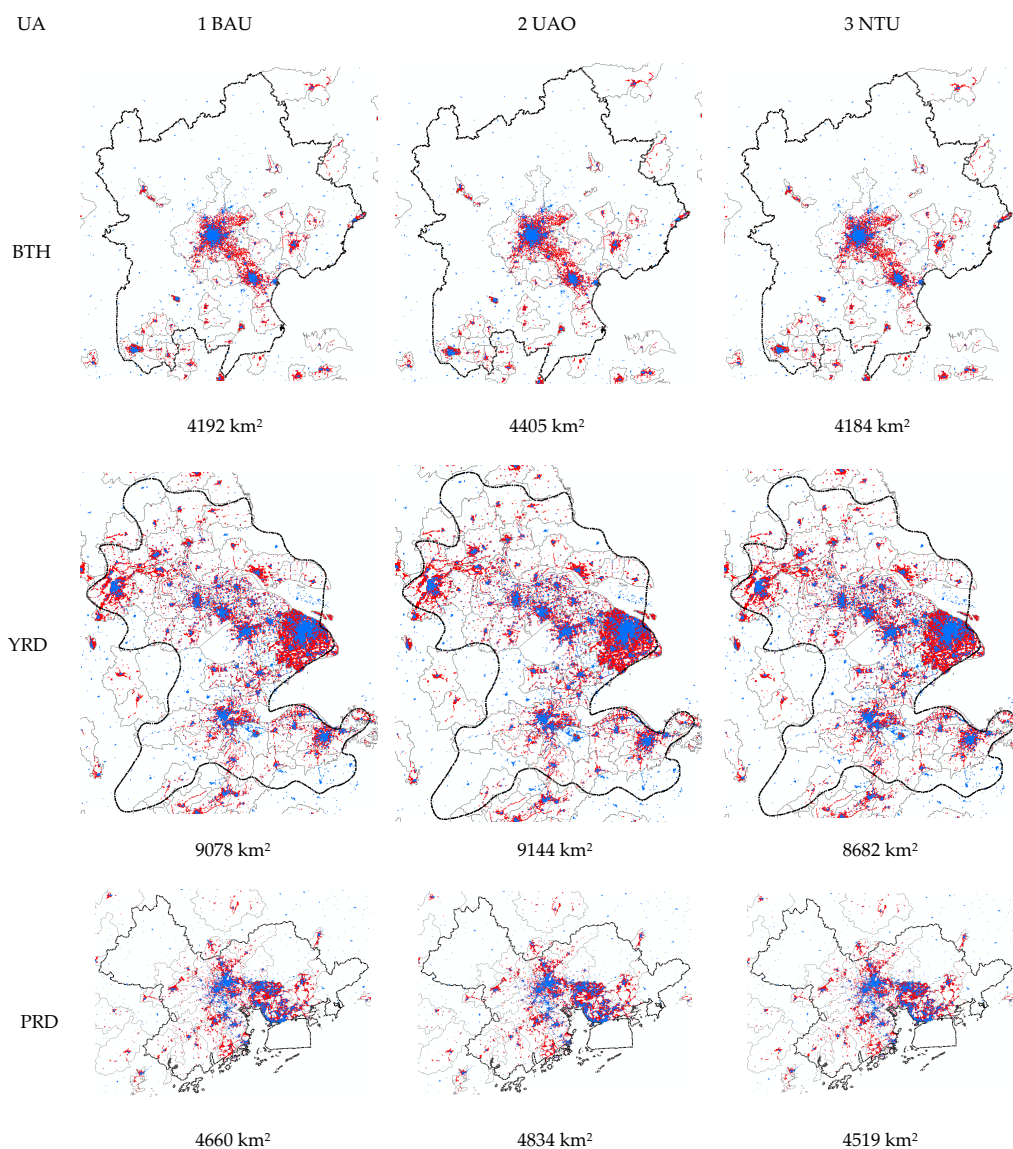 UA 1 BAU 2 UAO 3 NTU
BTH
4192 km² 4405 km² 4184 km²
YRD
9078 km² 9144 km² 8682 km²
PRD
4660 km² 4834 km² 4519 km²